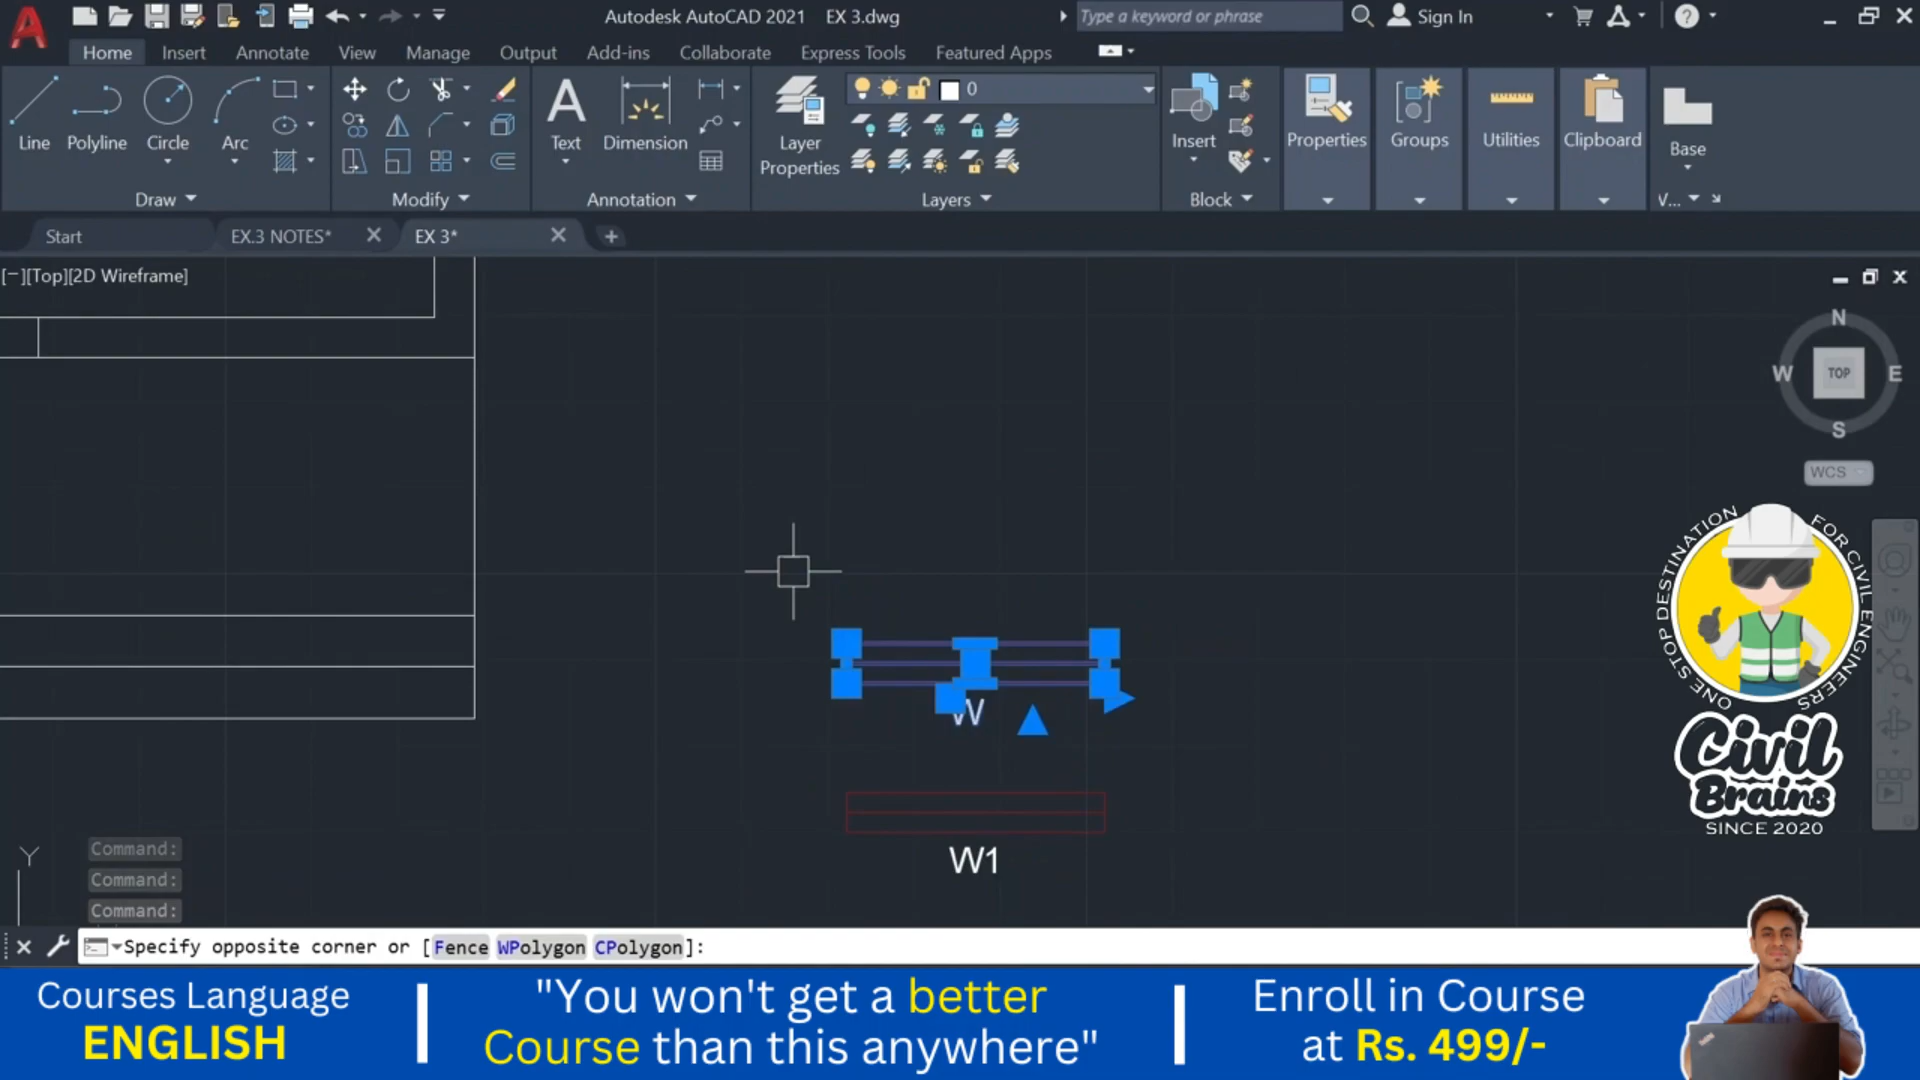 Autodesk AutoCAD 2021 EX 3.dwg
Type a keyword or phrase
Sign In
Home Insert Annotate View Manage Output Add-ins Collaborate Express Tools Featured Apps
0
Line Polyline Circle Arc
Text Dimension
Layer
Properties
Insert
Properties
Groups
Utilities
Clipboard
Base
Draw Modify Annotation Layers Block V...
Start EX.3 NOTES* EX 3*
[−][Top][2D Wireframe]
N
W TOP E
S
WCS
ONE STOP DESTINATION FOR CIVIL ENGINEERS
Civil
Brains
SINCE 2020
W
W1
Y
Command:
Command:
Command:
Specify opposite corner or [Fence WPolygon CPolygon]:
Courses Language
ENGLISH
"You won't get a better
Course than this anywhere"
Enroll in Course
at Rs. 499/-